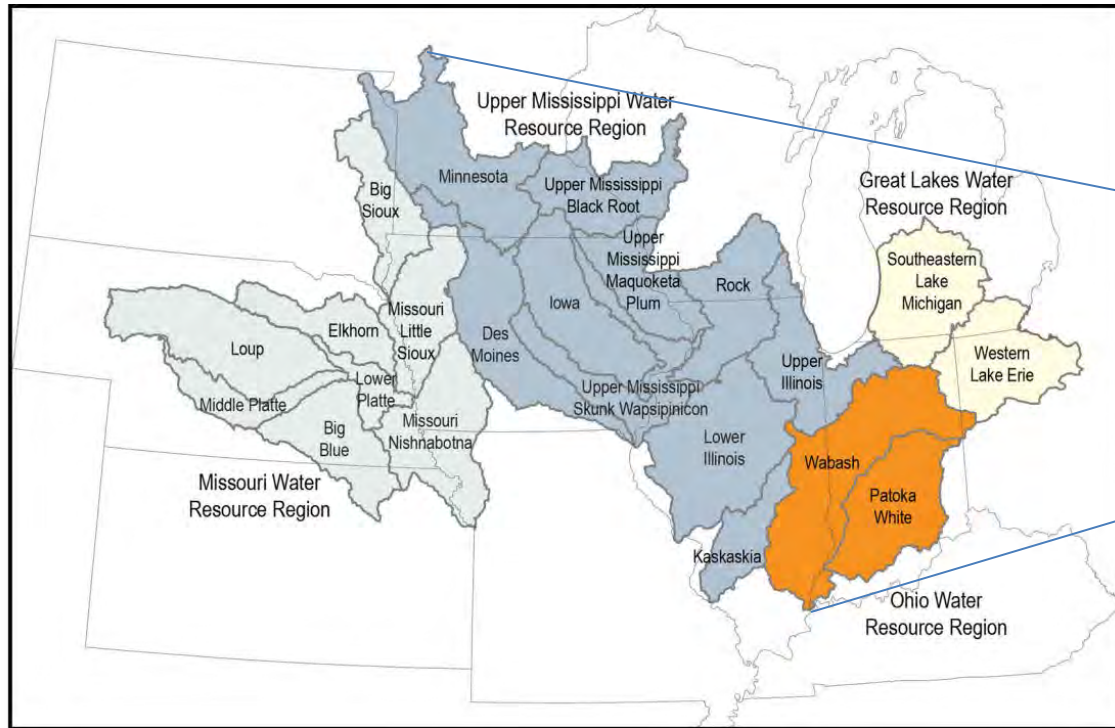 Upper Mississippi Water
Resource Region
Great Lakes Water
Resource Region
Big
Sioux
Minnesota
Upper Mississippi
Black Root
Upper
Mississippi
Maquoketa
Plum
Southeastern
Lake
Michigan
Rock
Iowa
Missouri
Little
Sioux
Elkhorn
Des
Moines
Loup
Upper
Illinois
Western
Lake Erie
Lower
Platte
Middle Platte
Upper Mississippi
Skunk Wapsipinicon
Missouri
Nishnabotna
Big
Blue
Lower
Illinois
Wabash
Missouri Water
Resource Region
Patoka
White
Kaskaskia
Ohio Water
Resource Region